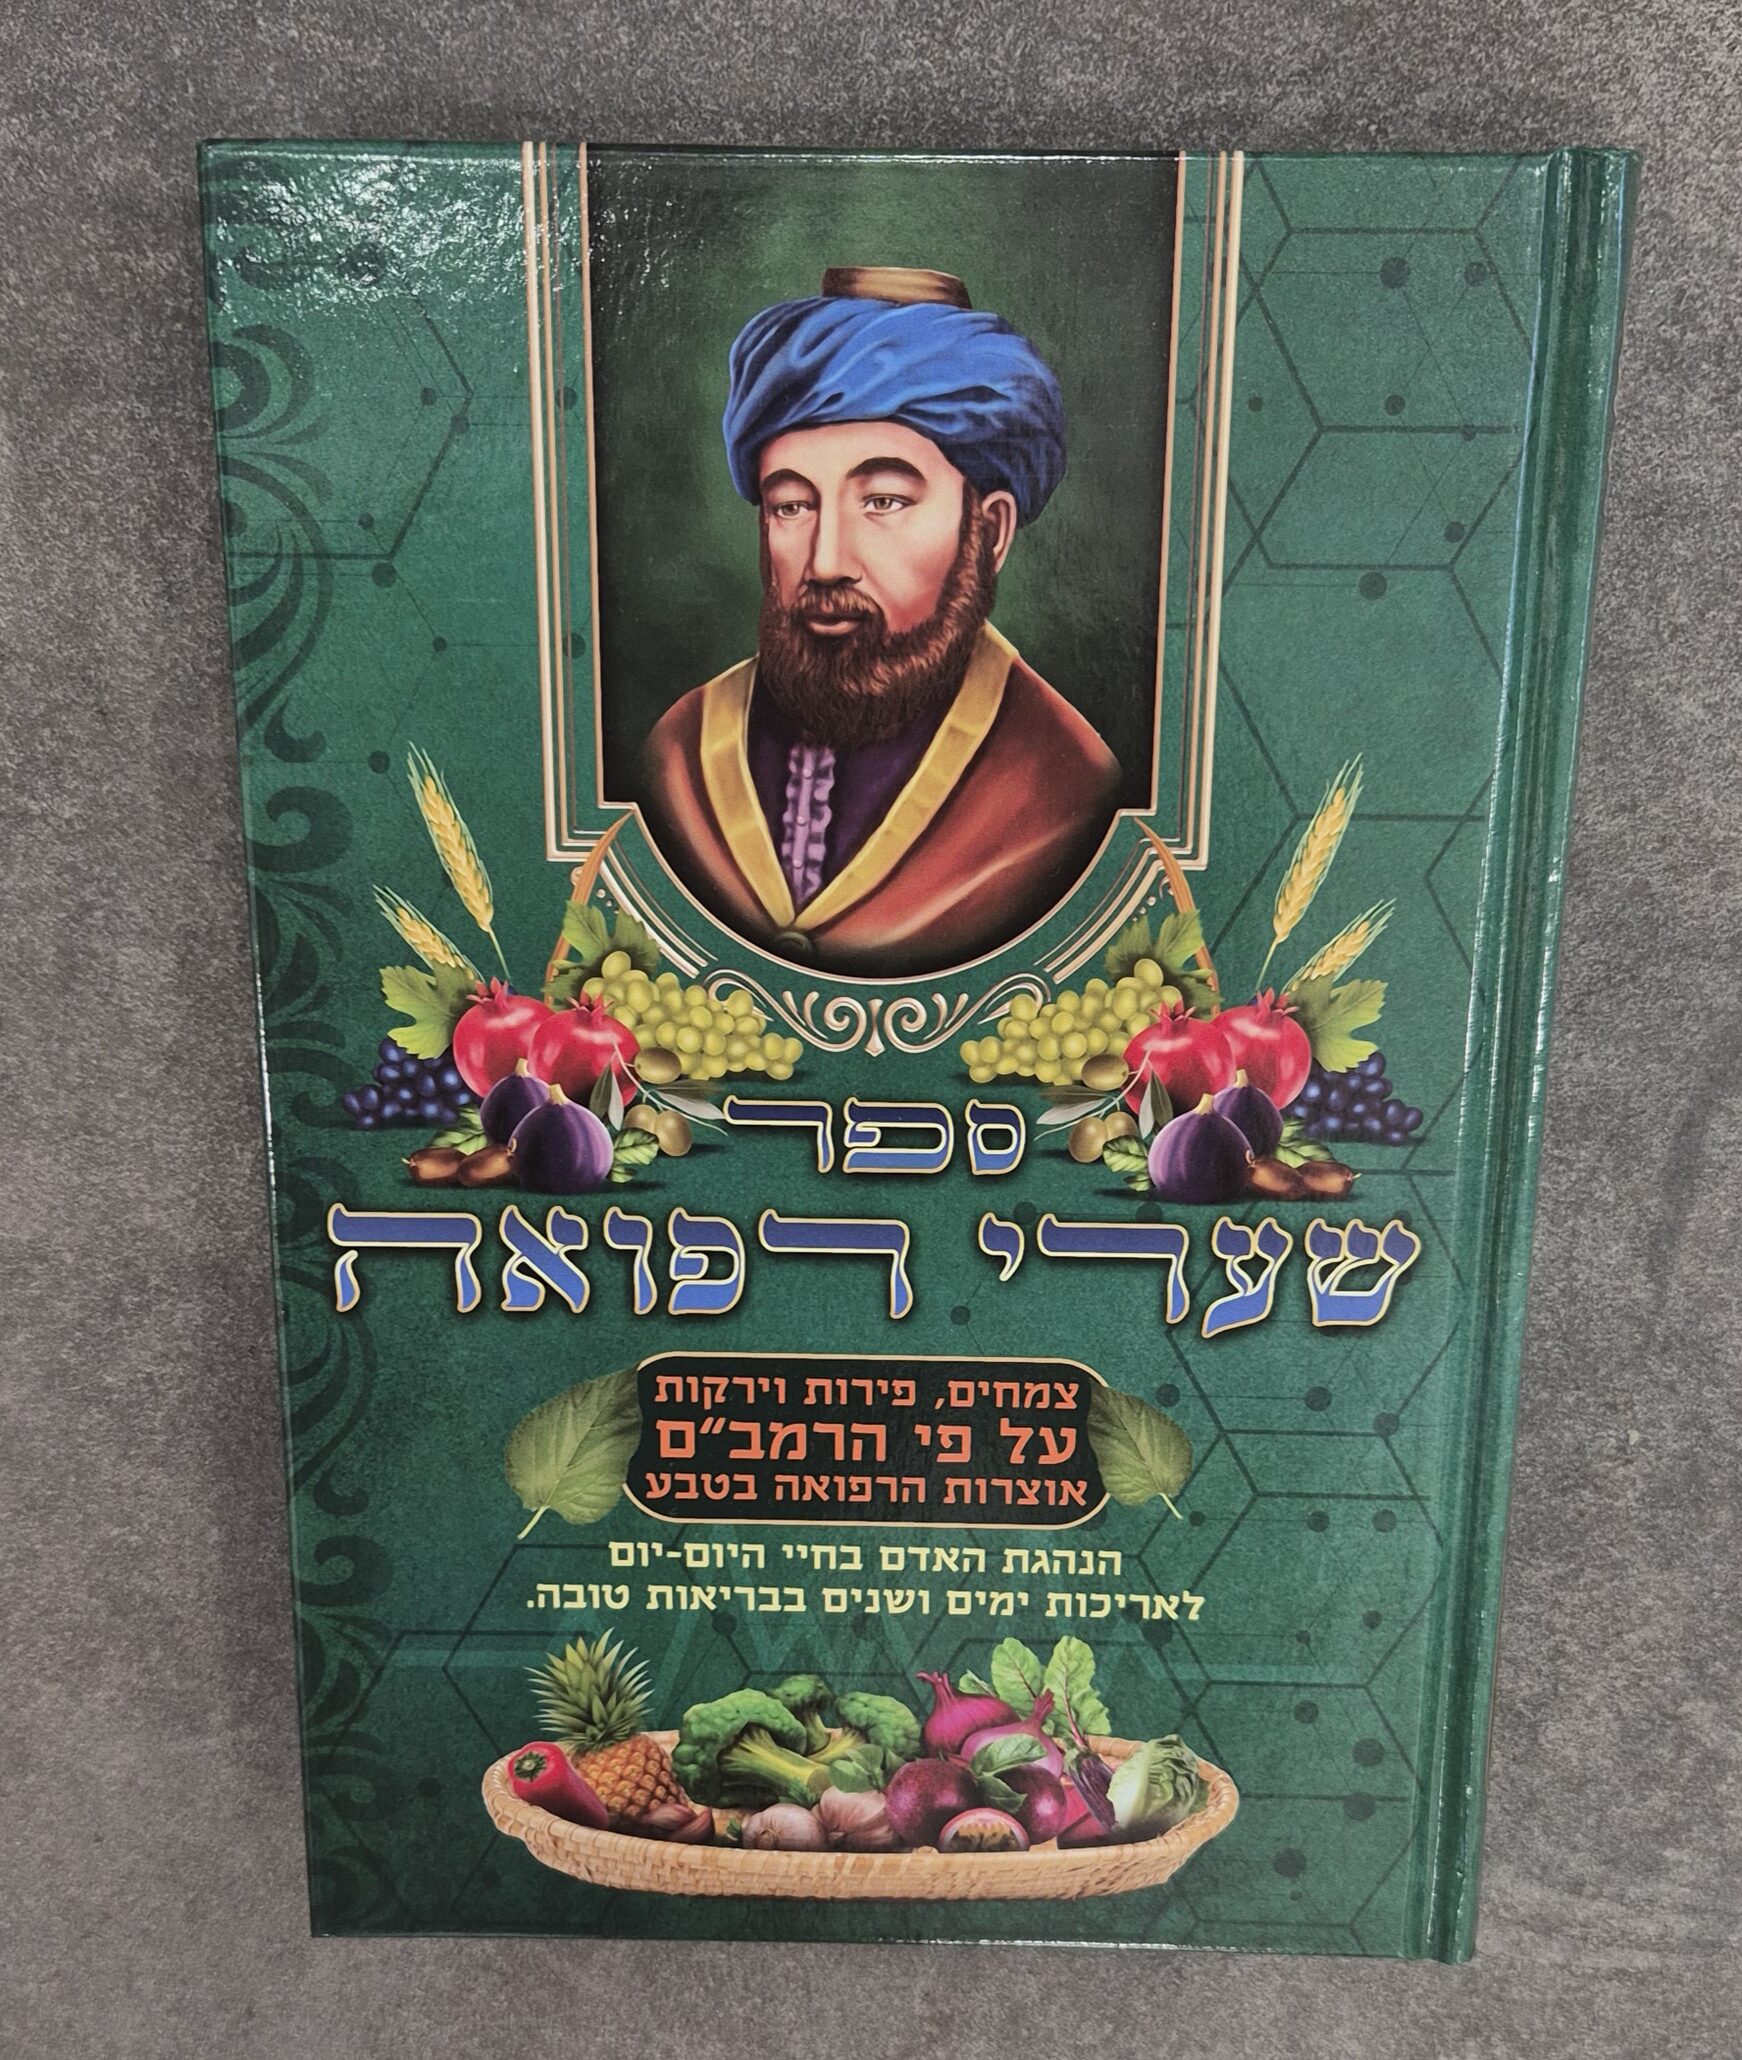 ספר
שערי רפואה
צמחים, פירות וירקות
על פי הרמב"ם
אוצרות הרפואה בטבע
הנהגת האדם בחיי היום-יום
לאריכות ימים ושנים בבריאות טובה.